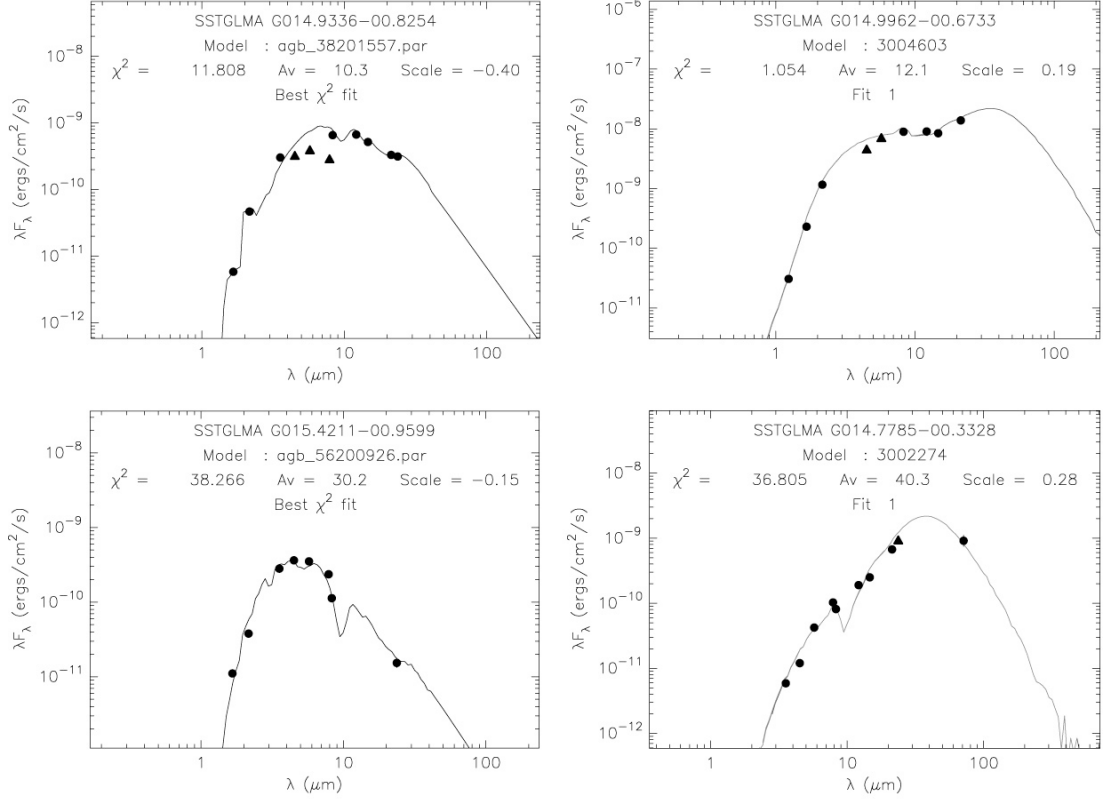 SSTGLMA G014.9336−00.8254
Model : agb_38201557.par
χ² = 11.808 Av = 10.3 Scale = −0.40
Best χ² fit
10⁻⁸
10⁻⁹
10⁻¹⁰
10⁻¹¹
10⁻¹²
λFλ (ergs/cm²/s)
1 10 100
λ (μm)
SSTGLMA G014.9962−00.6733
Model : 3004603
χ² = 1.054 Av = 12.1 Scale = 0.19
Fit 1
10⁻⁶
10⁻⁷
10⁻⁸
10⁻⁹
10⁻¹⁰
10⁻¹¹
λFλ (ergs/cm²/s)
1 10 100
λ (μm)
SSTGLMA G015.4211−00.9599
Model : agb_56200926.par
χ² = 38.266 Av = 30.2 Scale = −0.15
Best χ² fit
10⁻⁸
10⁻⁹
10⁻¹⁰
10⁻¹¹
λFλ (ergs/cm²/s)
1 10 100
λ (μm)
SSTGLMA G014.7785−00.3328
Model : 3002274
χ² = 36.805 Av = 40.3 Scale = 0.28
Fit 1
10⁻⁸
10⁻⁹
10⁻¹⁰
10⁻¹¹
10⁻¹²
λFλ (ergs/cm²/s)
1 10 100
λ (μm)